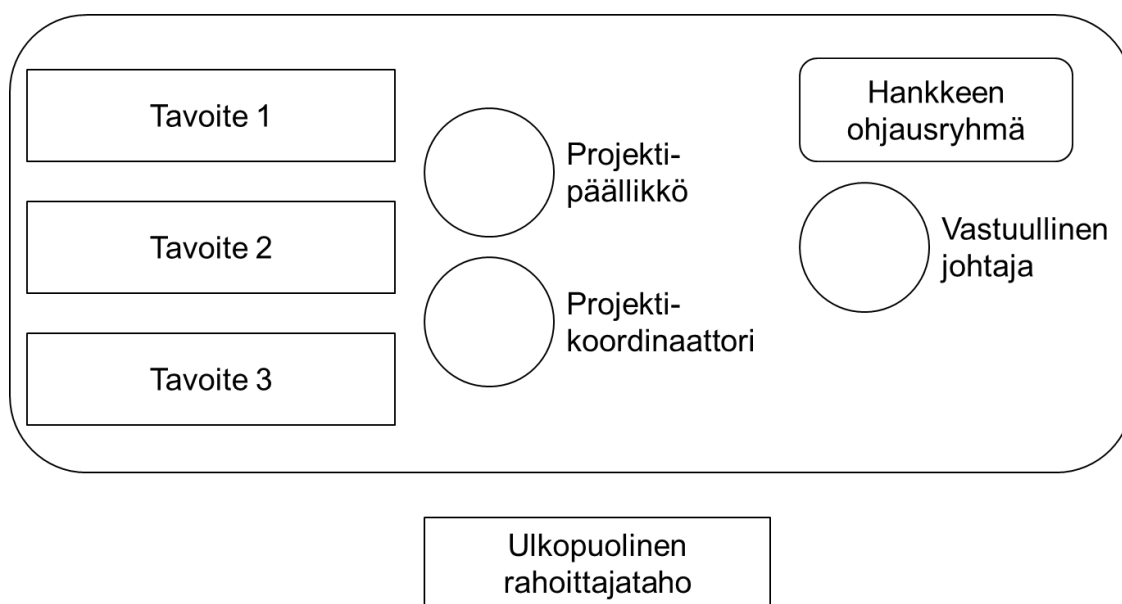 Tavoite 1
Tavoite 2
Tavoite 3
Projekti-
päällikkö
Projekti-
koordinaattori
Hankkeen
ohjausryhmä
Vastuullinen
johtaja
Ulkopuolinen
rahoittajataho